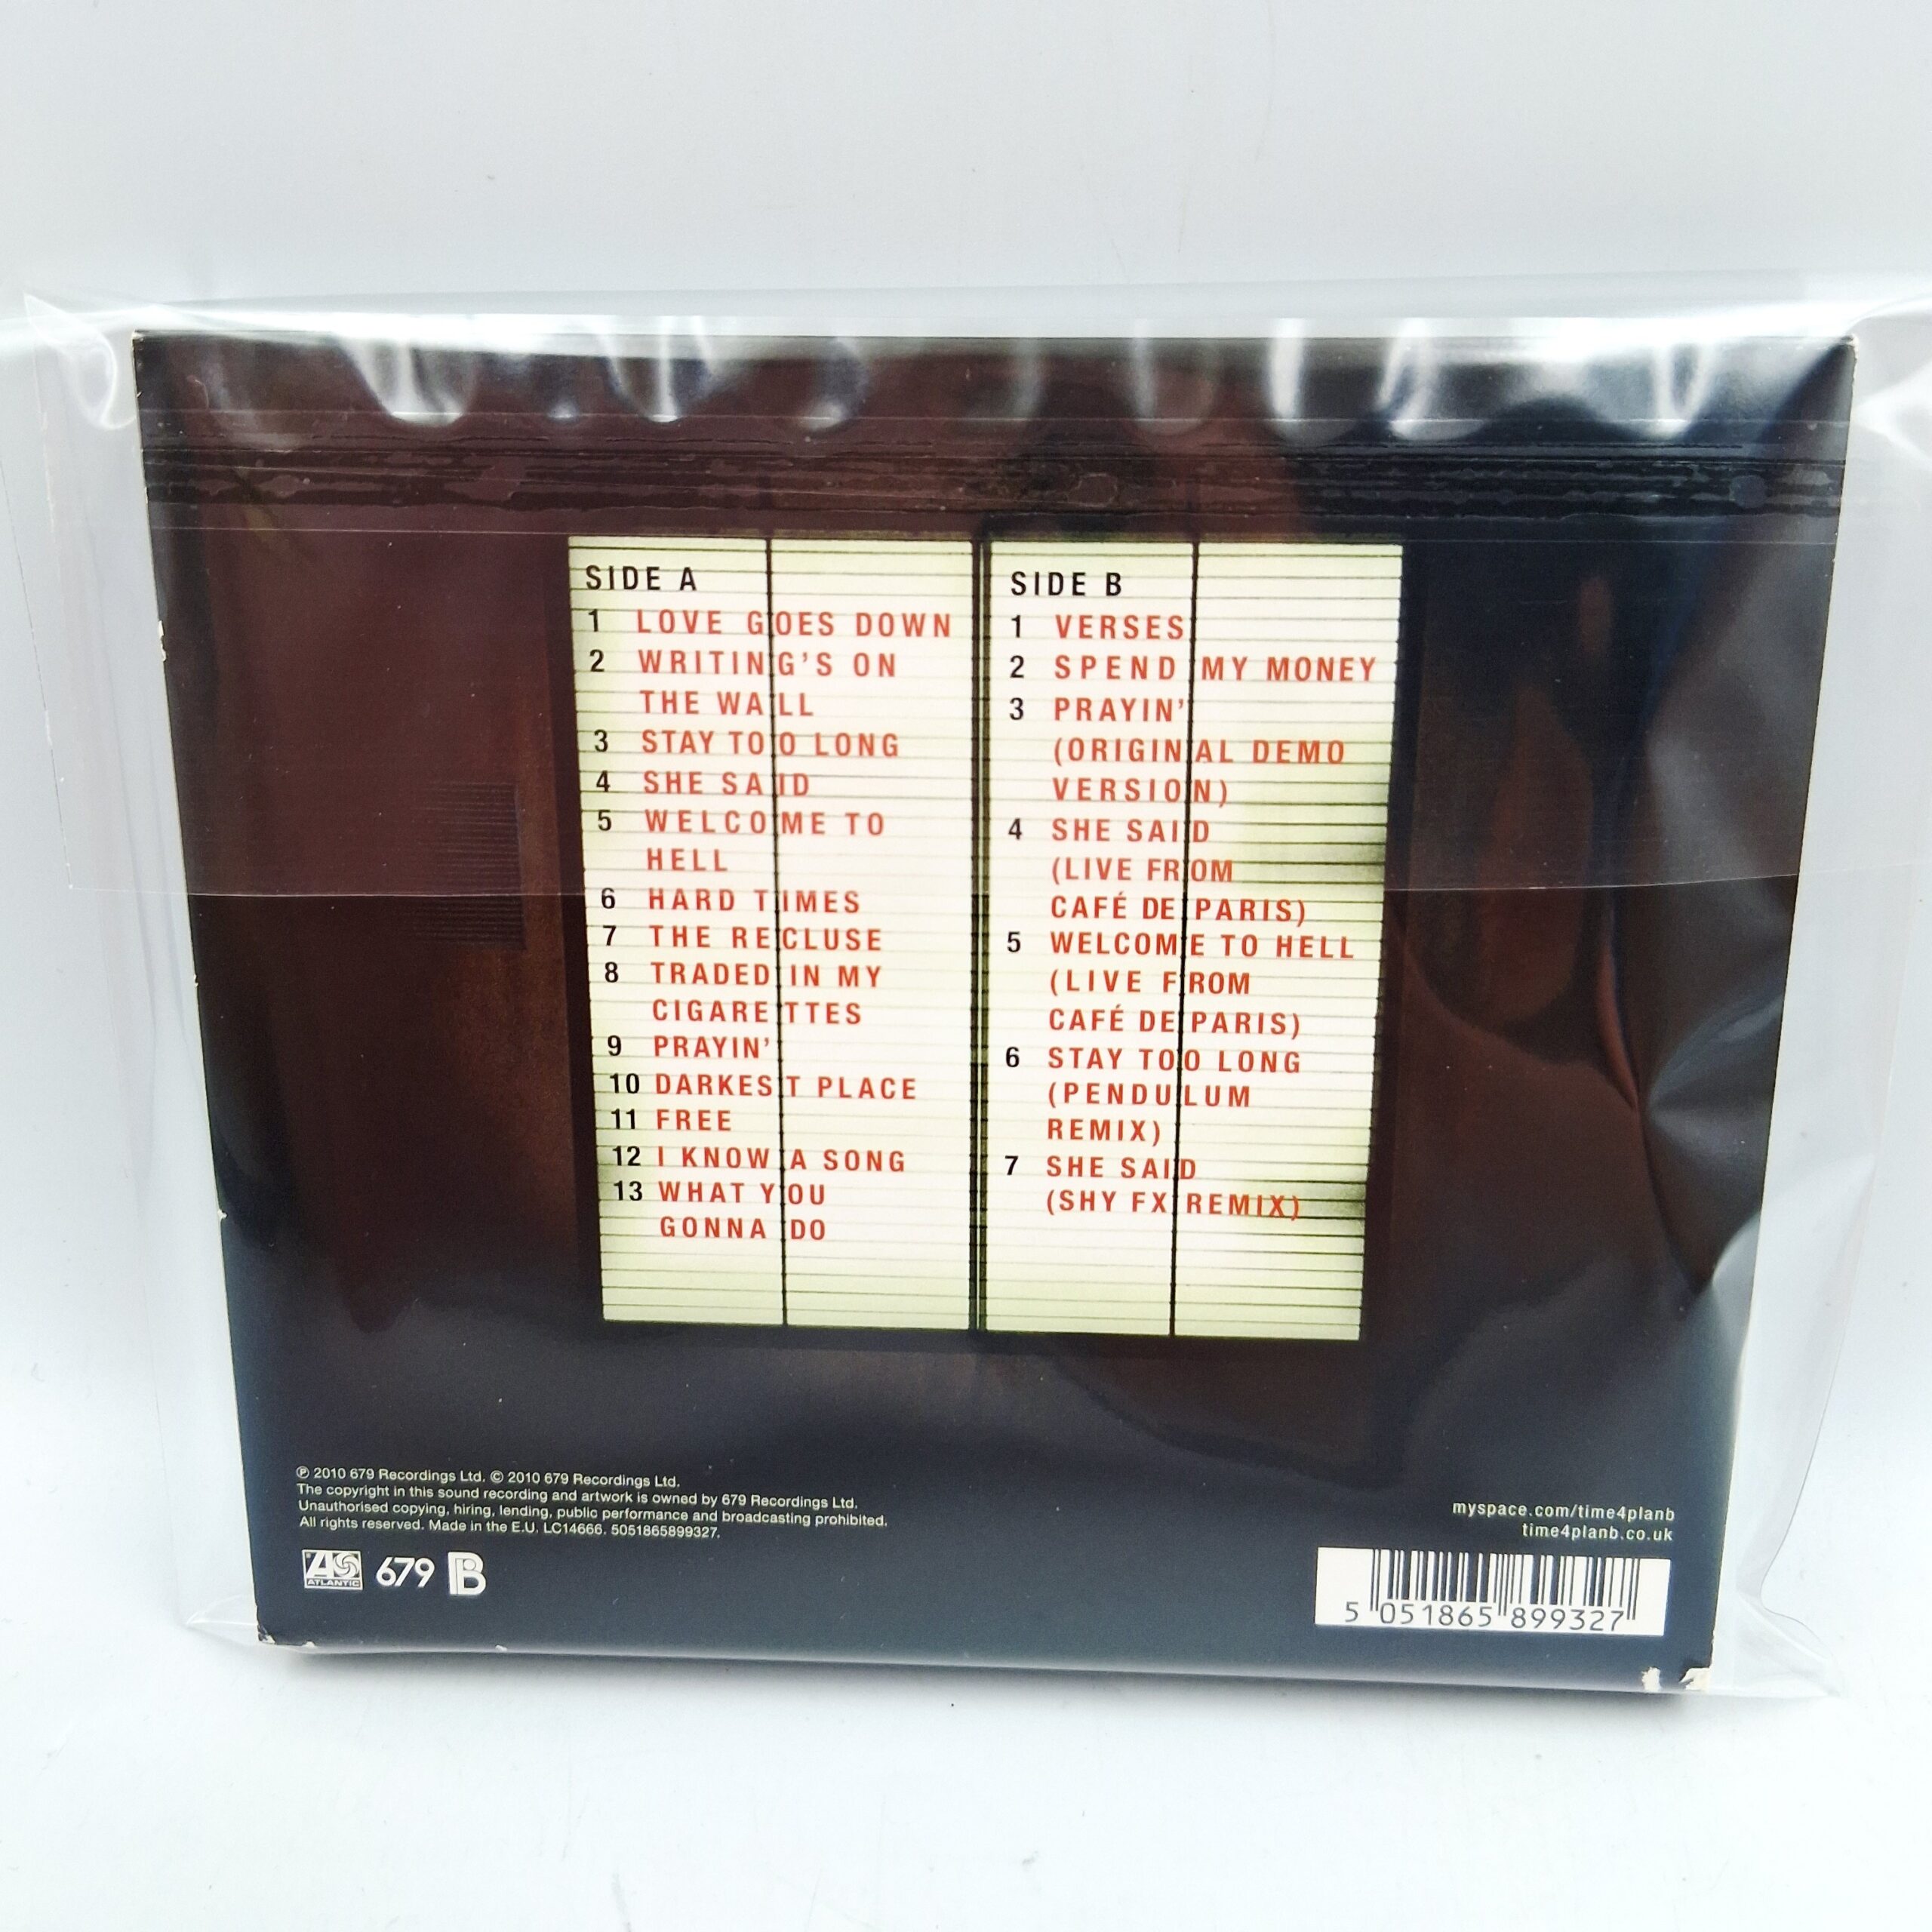 SIDE A
1 LOVE GOES DOWN
2 WRITING'S ON
THE WALL
3 STAY TOO LONG
4 SHE SAID
5 WELCOME TO
HELL
6 HARD TIMES
7 THE RECLUSE
8 TRADED IN MY
CIGARETTES
9 PRAYIN'
10 DARKEST PLACE
11 FREE
12 I KNOW A SONG
13 WHAT YOU
GONNA DO
SIDE B
1 VERSES
2 SPEND MY MONEY
3 PRAYIN'
(ORIGINAL DEMO
VERSION)
4 SHE SAID
(LIVE FROM
CAFÉ DE PARIS)
5 WELCOME TO HELL
(LIVE FROM
CAFÉ DE PARIS)
6 STAY TOO LONG
(PENDULUM
REMIX)
7 SHE SAID
(SHY FX REMIX)
℗ 2010 679 Recordings Ltd. © 2010 679 Recordings Ltd.
The copyright in this sound recording and artwork is owned by 679 Recordings Ltd.
Unauthorised copying, hiring, lending, public performance and broadcasting prohibited.
All rights reserved. Made in the E.U. LC14666. 5051865899327.
ATLANTIC 679 B
myspace.com/time4planb
time4planb.co.uk
5 051865 899327